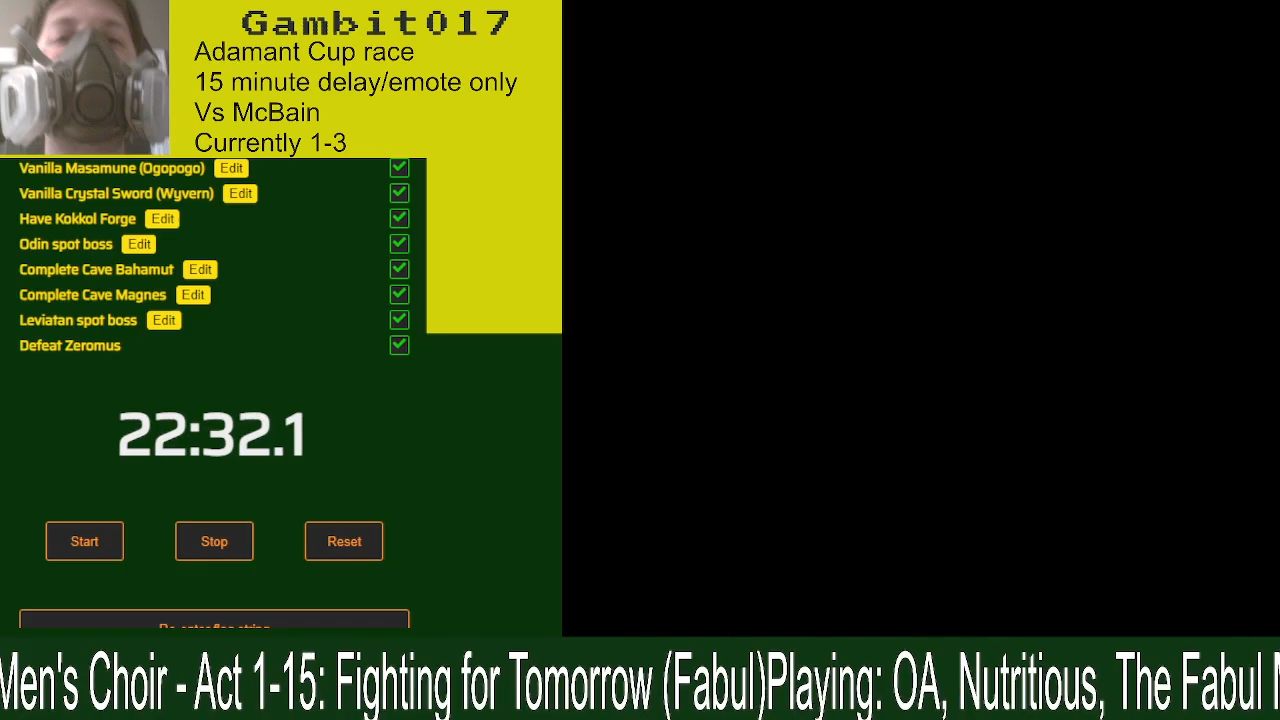 Gambit017
Adamant Cup race
15 minute delay/emote only
Vs McBain
Currently 1-3
Vanilla Masamune (Ogopogo) Edit
Vanilla Crystal Sword (Wyvern) Edit
Have Kokkol Forge Edit
Odin spot boss Edit
Complete Cave Bahamut Edit
Complete Cave Magnes Edit
Leviatan spot boss Edit
Defeat Zeromus
22:32.1
Start Stop Reset
Men's Choir - Act 1-15: Fighting for Tomorrow (Fabul)Playing: OA, Nutritious, The Fabul